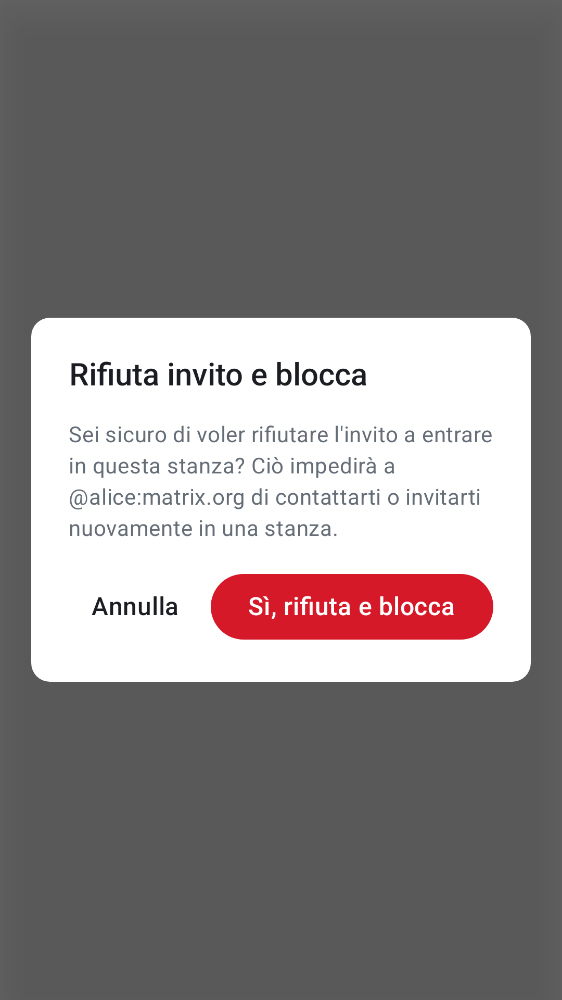 Rifiuta invito e blocca
Sei sicuro di voler rifiutare l'invito a entrare
in questa stanza? Ciò impedirà a
@alice:matrix.org di contattarti o invitarti
nuovamente in una stanza.
Annulla
Sì, rifiuta e blocca